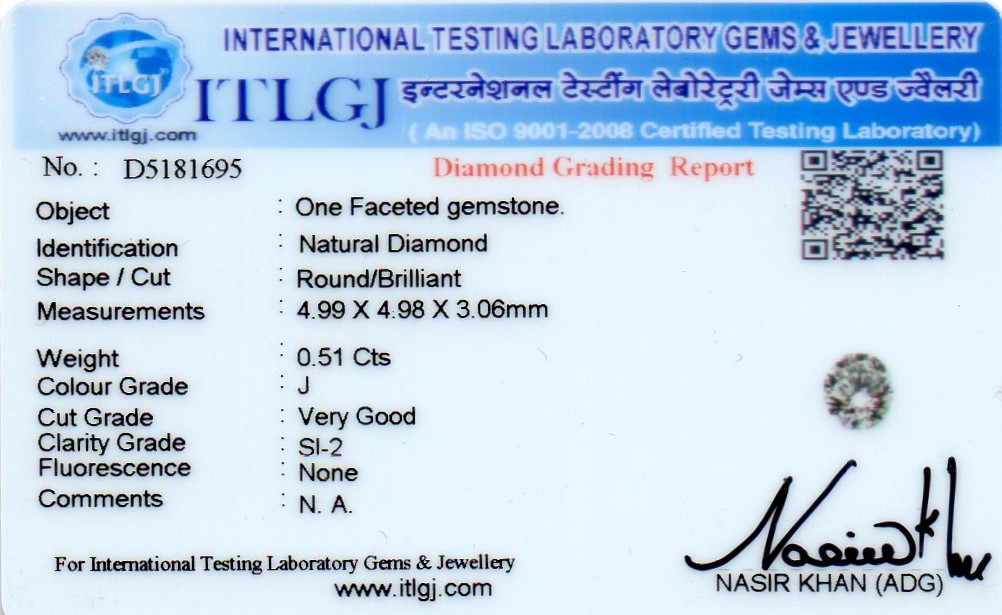 INTERNATIONAL TESTING LABORATORY GEMS & JEWELLERY
ITLGJ
ITLGJ
इन्टरनेशनल टेस्टींग लेबोरेट्ररी जेम्स एण्ड ज्वैलरी
www.itlgj.com
( An ISO 9001-2008 Certified Testing Laboratory)
No. : D5181695
Diamond Grading Report
Object : One Faceted gemstone.
Identification : Natural Diamond
Shape / Cut : Round/Brilliant
Measurements : 4.99 X 4.98 X 3.06mm
Weight : 0.51 Cts
Colour Grade : J
Cut Grade : Very Good
Clarity Grade : SI-2
Fluorescence : None
Comments : N. A.
For International Testing Laboratory Gems & Jewellery
www.itlgj.com
NASIR KHAN (ADG)